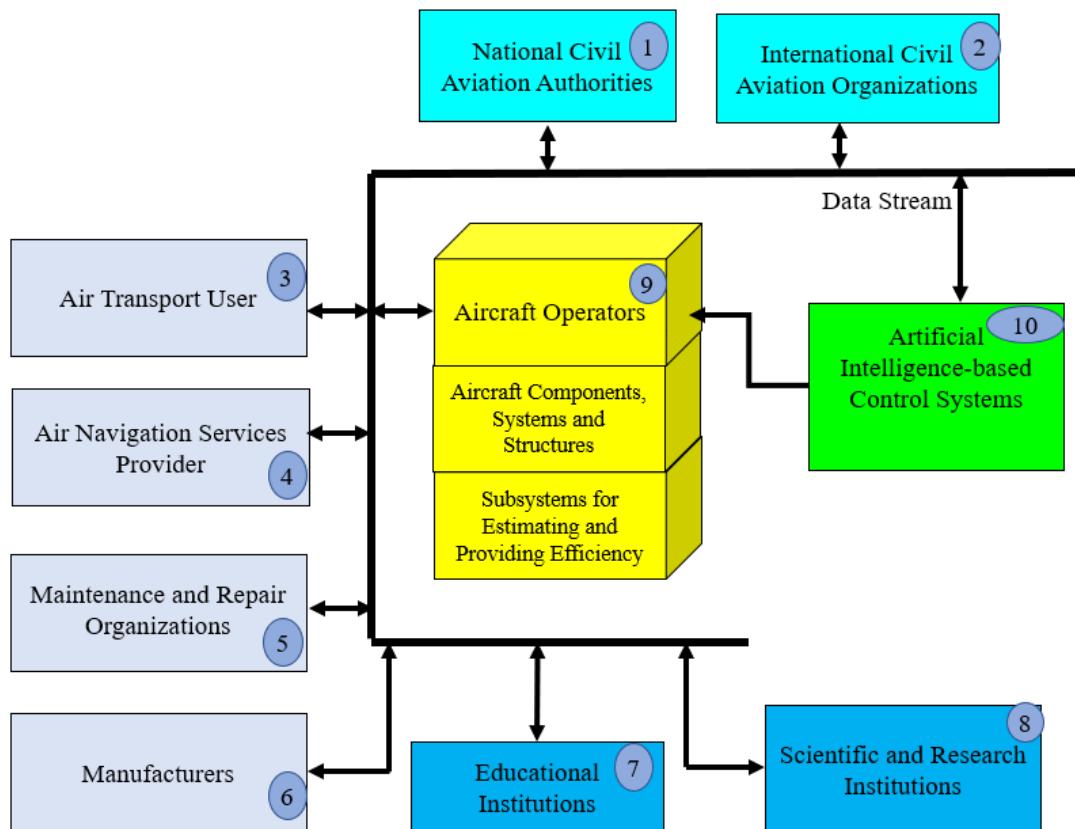 National Civil
Aviation Authorities
1
International Civil
Aviation Organizations
2
Data Stream
Air Transport User
3
Aircraft Operators
9
Artificial
Intelligence-based
Control Systems
10
Aircraft Components,
Systems and
Structures
Air Navigation Services
Provider
4
Subsystems for
Estimating and
Providing Efficiency
Maintenance and Repair
Organizations
5
Manufacturers
6
Educational
Institutions
7
Scientific and Research
Institutions
8